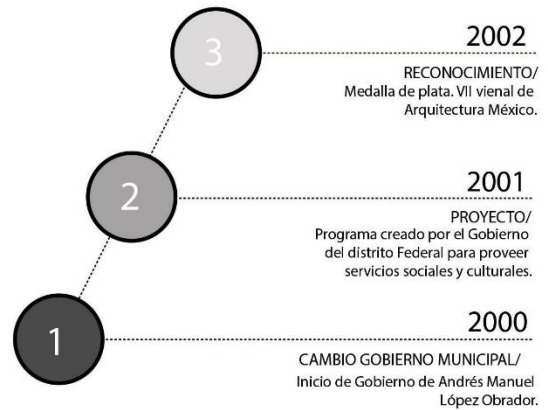 3
2002
RECONOCIMIENTO/
Medalla de plata. VII vienal de
Arquitectura México.
2
2001
PROYECTO/
Programa creado por el Gobierno
del distrito Federal para proveer
servicios sociales y culturales.
1
2000
CAMBIO GOBIERNO MUNICIPAL/
Inicio de Gobierno de Andrés Manuel
López Obrador.